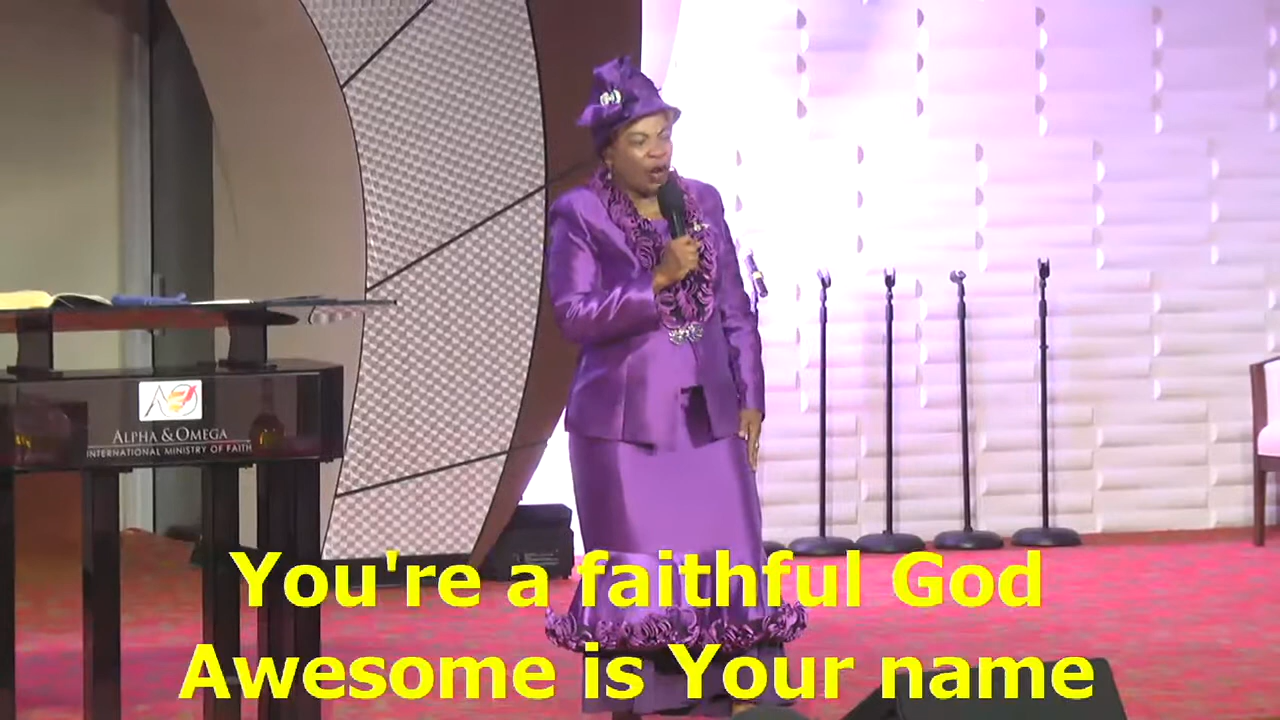 ALPHA & OMEGA
INTERNATIONAL MINISTRY OF FAITH
You're a faithful God
Awesome is Your name